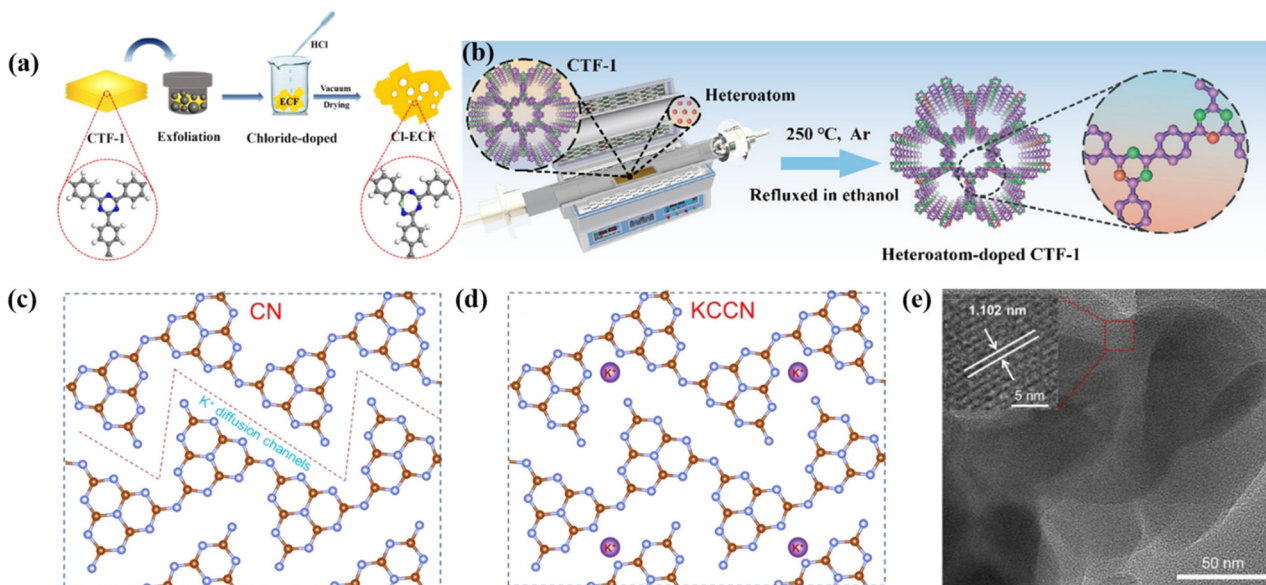 (a)
HCl
ECF
Vacuum
Drying
CTF-1
Exfoliation
Chloride-doped
Cl-ECF
(b)
CTF-1
Heteroatom
250 °C, Ar
Refluxed in ethanol
Heteroatom-doped CTF-1
(c)
CN
K⁺ diffusion channels
(d)
KCCN
K⁺
K⁺
K⁺
K⁺
(e)
1.102 nm
5 nm
50 nm